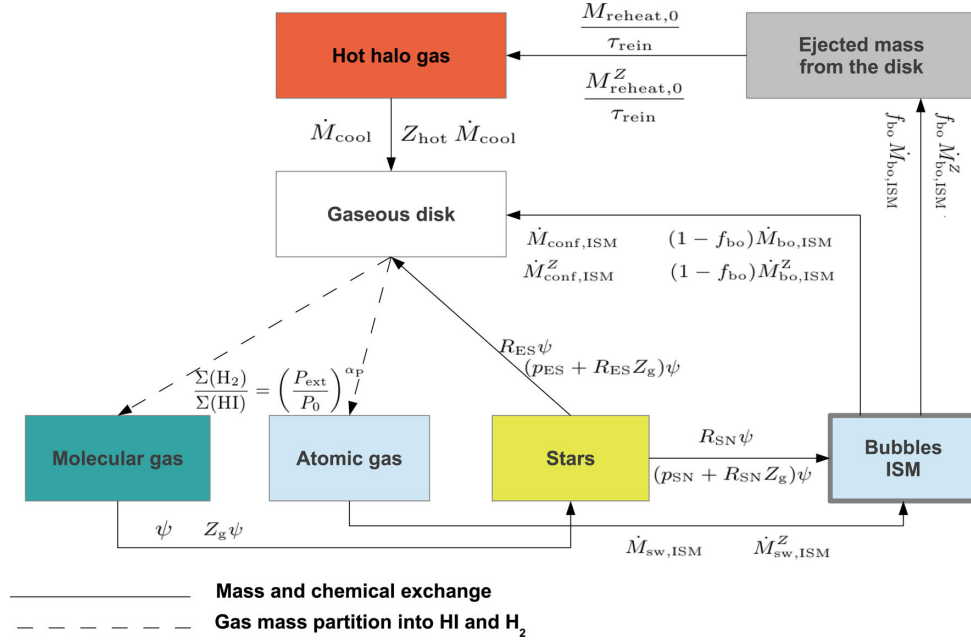 Hot halo gas
Ejected mass
from the disk
M_reheat,0 / τ_rein
M^Z_reheat,0 / τ_rein
Ṁ_cool Z_hot Ṁ_cool
f_bo Ṁ_bo,ISM
f_bo Ṁ^Z_bo,ISM.
Gaseous disk
Ṁ_conf,ISM (1 − f_bo)Ṁ_bo,ISM
Ṁ^Z_conf,ISM (1 − f_bo)Ṁ^Z_bo,ISM
R_ES ψ
(p_ES + R_ES Z_g)ψ
Σ(H_2) / Σ(HI) = (P_ext / P_0)^α_P
Molecular gas
Atomic gas
Stars
R_SN ψ
(p_SN + R_SN Z_g)ψ
Bubbles
ISM
ψ Z_g ψ
Ṁ_sw,ISM Ṁ^Z_sw,ISM
Mass and chemical exchange
Gas mass partition into HI and H_2